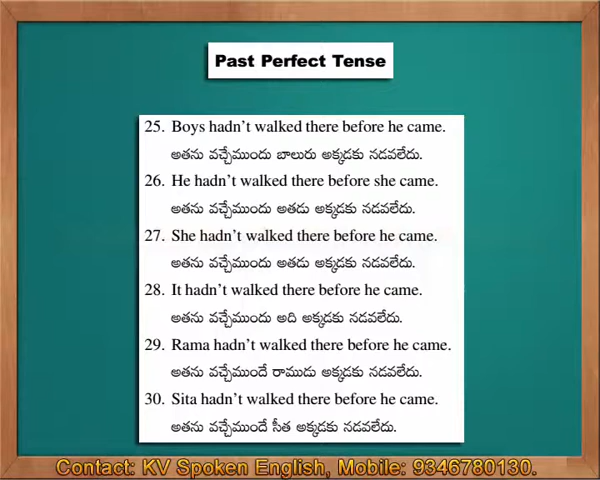 Past Perfect Tense
25. Boys hadn't walked there before he came.
అతను వచ్చేముందు బాలురు అక్కడకు నడవలేదు.
26. He hadn't walked there before she came.
అతను వచ్చేముందు అతడు అక్కడకు నడవలేదు.
27. She hadn't walked there before he came.
అతను వచ్చేముందు అతడు అక్కడకు నడవలేదు.
28. It hadn't walked there before he came.
అతను వచ్చేముందు అది అక్కడకు నడవలేదు.
29. Rama hadn't walked there before he came.
అతను వచ్చేముందే రాముడు అక్కడకు నడవలేదు.
30. Sita hadn't walked there before he came.
అతను వచ్చేముందే సీత అక్కడకు నడవలేదు.
Contact: KV Spoken English, Mobile: 9346780130.